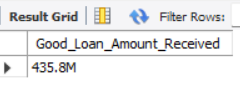 Result Grid Filter Rows:
Good_Loan_Amount_Received
435.8M